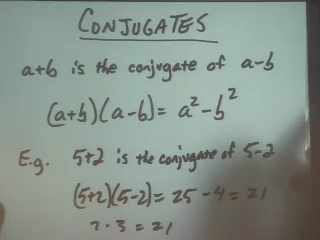 CONJUGATES
a+b is the conjugate of a-b
(a+b)(a-b)= a²-b²
E.g. 5+2 is the conjugate of 5-2
(5+2)(5-2)= 25-4=21
7·3=21